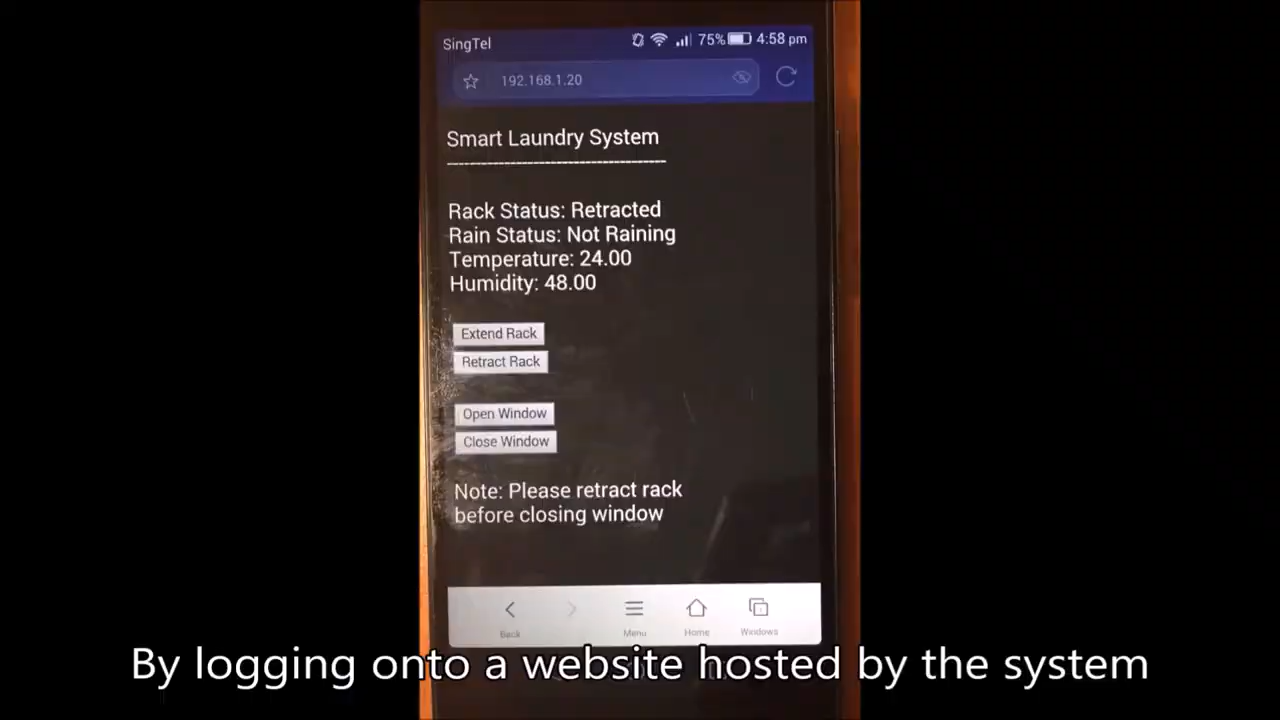 SingTel 75% 4:58 pm
192.168.1.20
Smart Laundry System
----------------------------------------
Rack Status: Retracted
Rain Status: Not Raining
Temperature: 24.00
Humidity: 48.00
Extend Rack
Retract Rack
Open Window
Close Window
Note: Please retract rack
before closing window
Back Menu Home Windows
By logging onto a website hosted by the system